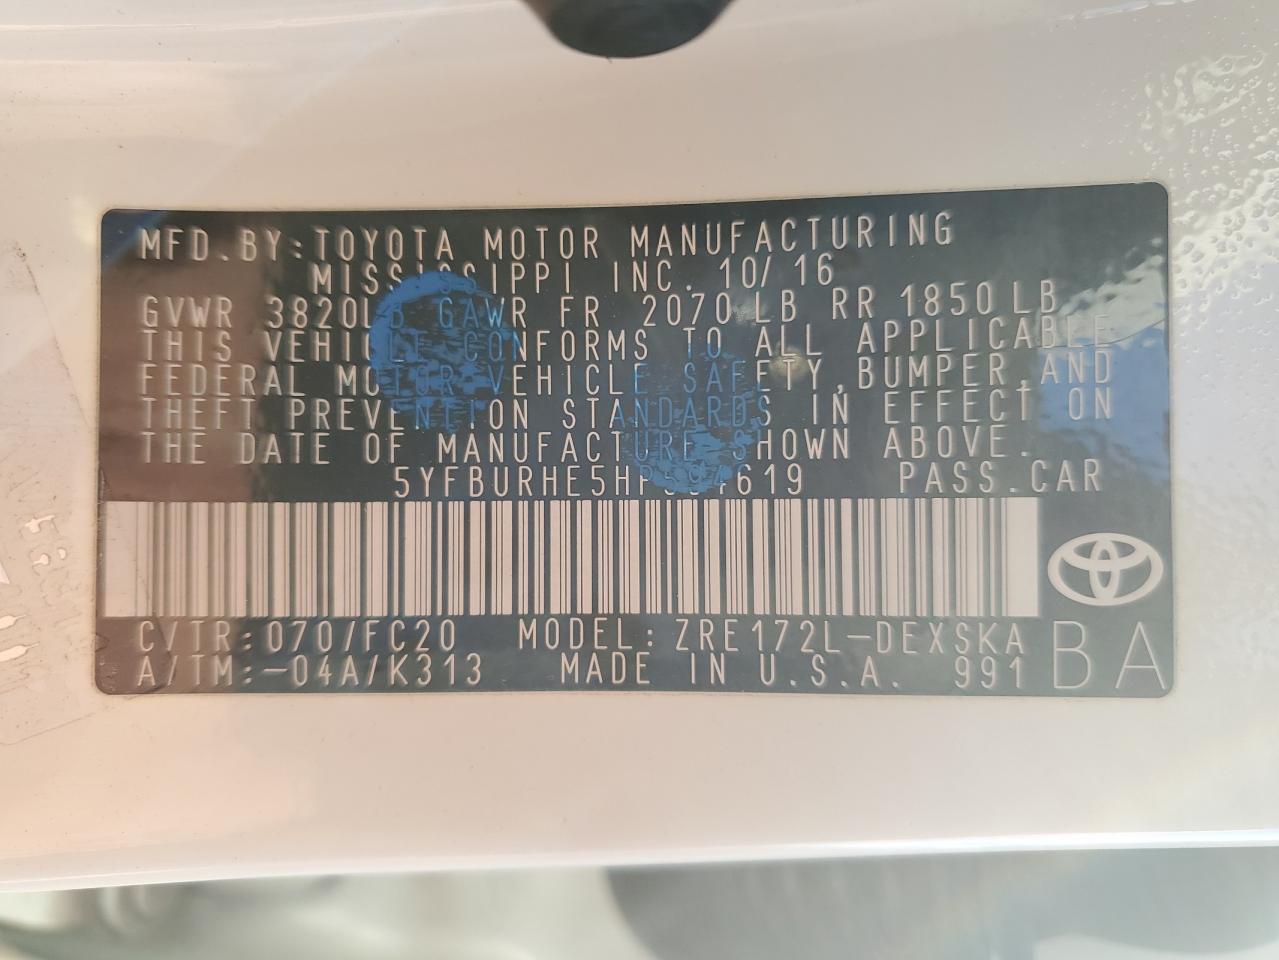 MFD. BY: TOYOTA MOTOR MANUFACTURING
MISSISSIPPI INC. 10/16
GVWR 3820LB GAWR FR 2070LB RR 1850LB
THIS VEHICLE CONFORMS TO ALL APPLICABLE
FEDERAL MOTOR VEHICLE SAFETY, BUMPER, AND
THEFT PREVENTION STANDARDS IN EFFECT ON
THE DATE OF MANUFACTURE SHOWN ABOVE.
PASS. CAR
C/TR: 070/FC20 MODEL: ZRE172L-DEXSKA
A/TM: -04A/K313 MADE IN U.S.A. 991
BA